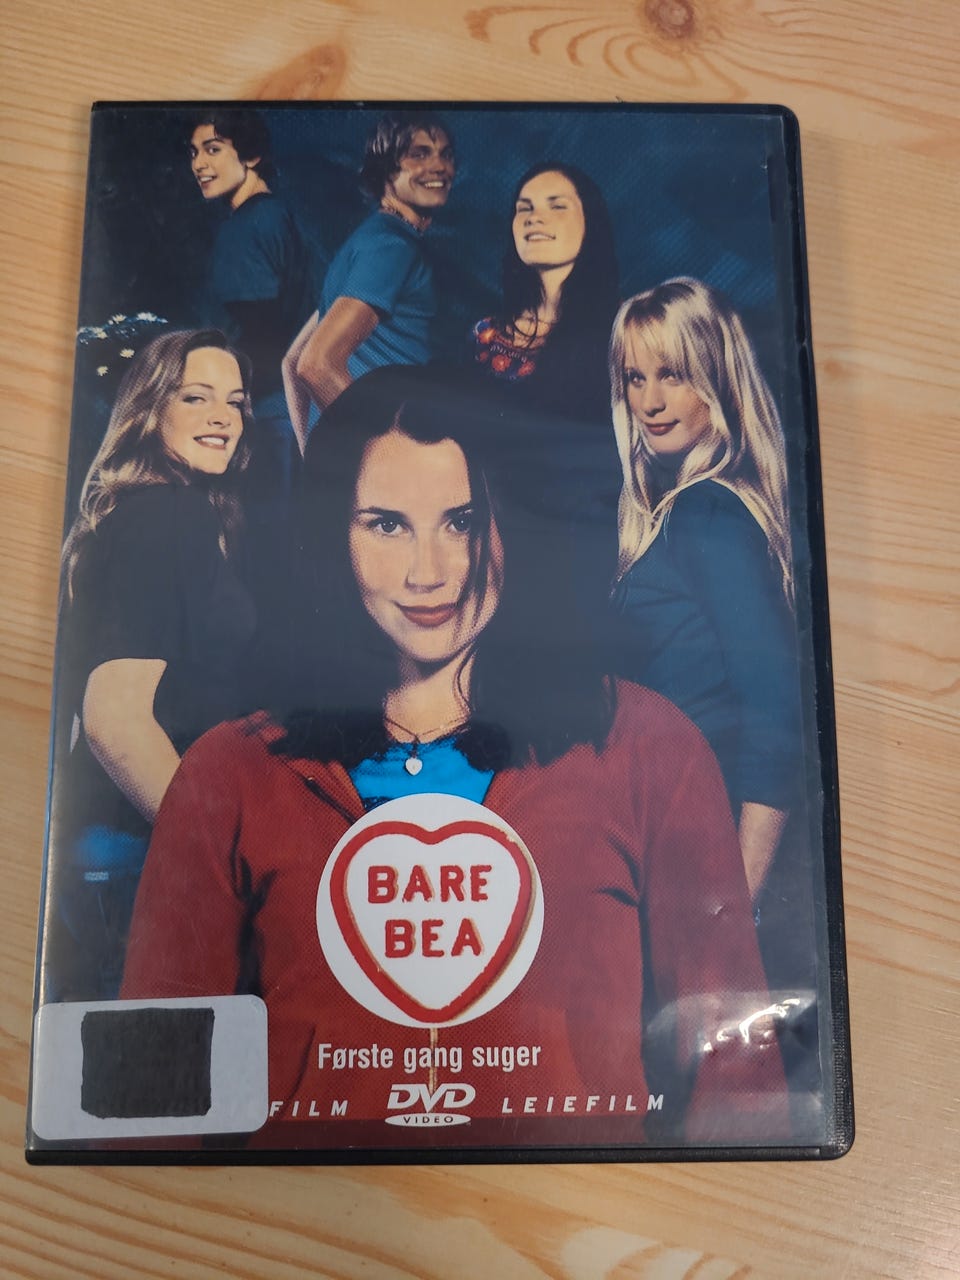 BARE
BEA
Første gang suger
FILM DVD LEIEFILM
VIDEO